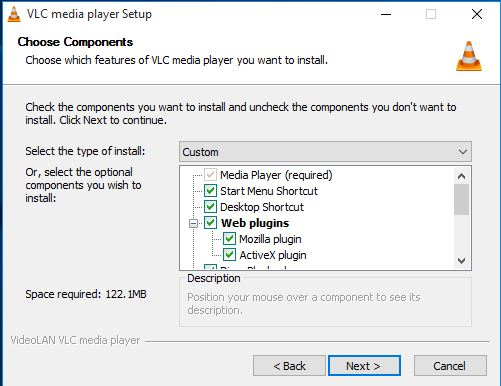 VLC media player Setup
Choose Components
Choose which features of VLC media player you want to install.
Check the components you want to install and uncheck the components you don't want to
install. Click Next to continue.
Select the type of install:
Custom
Or, select the optional
components you wish to
install:
Media Player (required)
Start Menu Shortcut
Desktop Shortcut
Web plugins
Mozilla plugin
ActiveX plugin
Space required: 122.1MB
Description
Position your mouse over a component to see its
description.
VideoLAN VLC media player
< Back
Next >
Cancel